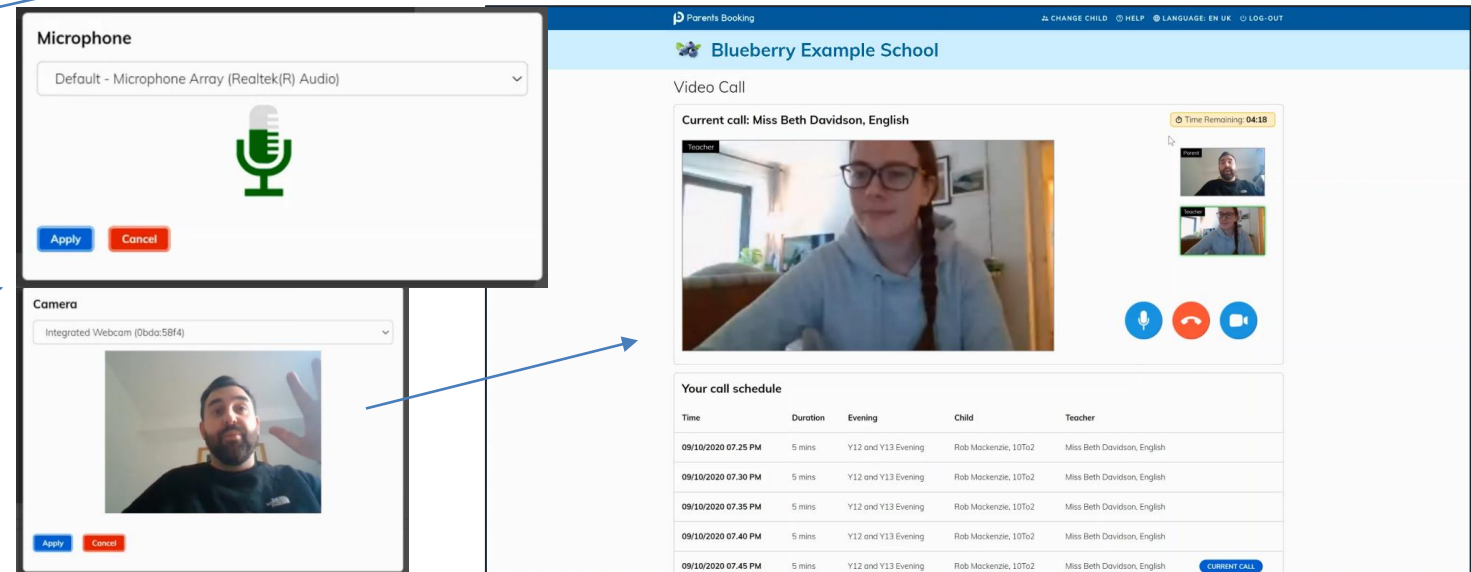 Microphone
Default - Microphone Array (Realtek(R) Audio)
Apply Cancel
Camera
Integrated Webcam (0bda:58f4)
Apply Cancel
Parents Booking
CHANGE CHILD HELP LANGUAGE: EN UK LOG-OUT
Blueberry Example School
Video Call
Current call: Miss Beth Davidson, English
Time Remaining: 04:18
Teacher
Parent
Teacher
Your call schedule
Time Duration Evening Child Teacher
09/10/2020 07.25 PM 5 mins Y12 and Y13 Evening Rob Mackenzie, 10To2 Miss Beth Davidson, English
09/10/2020 07.30 PM 5 mins Y12 and Y13 Evening Rob Mackenzie, 10To2 Miss Beth Davidson, English
09/10/2020 07.35 PM 5 mins Y12 and Y13 Evening Rob Mackenzie, 10To2 Miss Beth Davidson, English
09/10/2020 07.40 PM 5 mins Y12 and Y13 Evening Rob Mackenzie, 10To2 Miss Beth Davidson, English
09/10/2020 07.45 PM 5 mins Y12 and Y13 Evening Rob Mackenzie, 10To2 Miss Beth Davidson, English CURRENT CALL